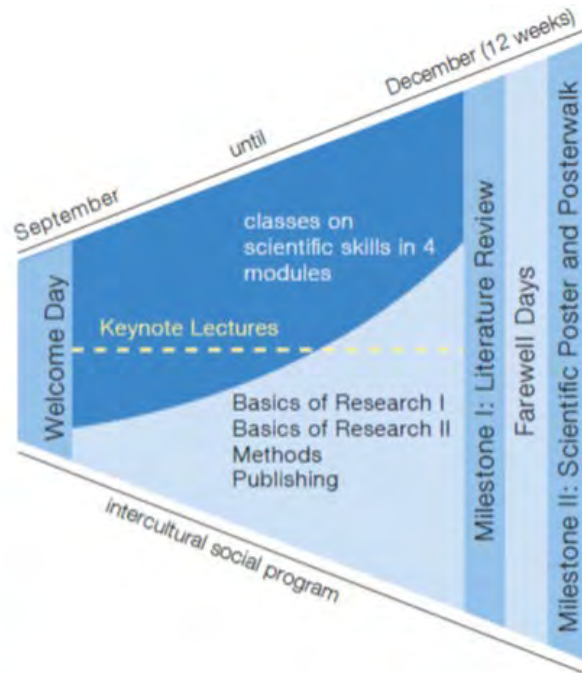 September
until
December (12 weeks)
Welcome Day
classes on
scientific skills in 4
modules
Keynote Lectures
Basics of Research I
Basics of Research II
Methods
Publishing
intercultural social program
Milestone I: Literature Review
Farewell Days
Milestone II: Scientific Poster and Posterwalk